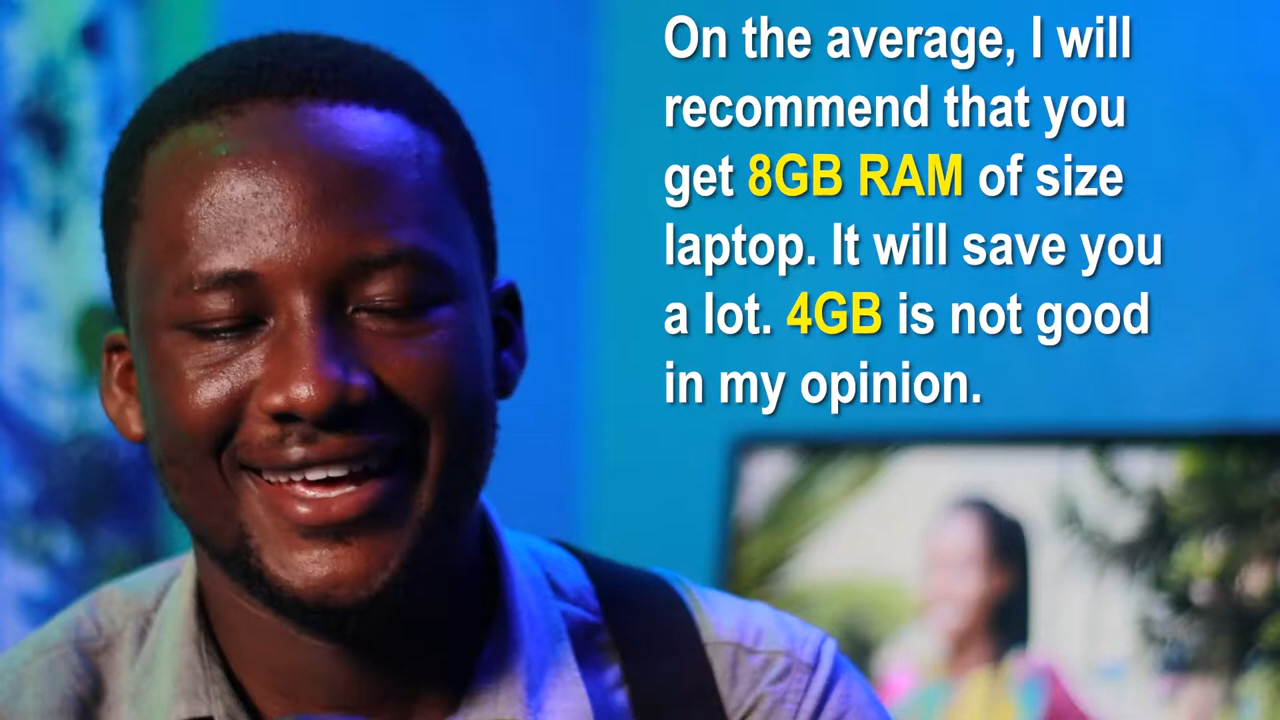 On the average, I will
recommend that you
get 8GB RAM of size
laptop. It will save you
a lot. 4GB is not good
in my opinion.